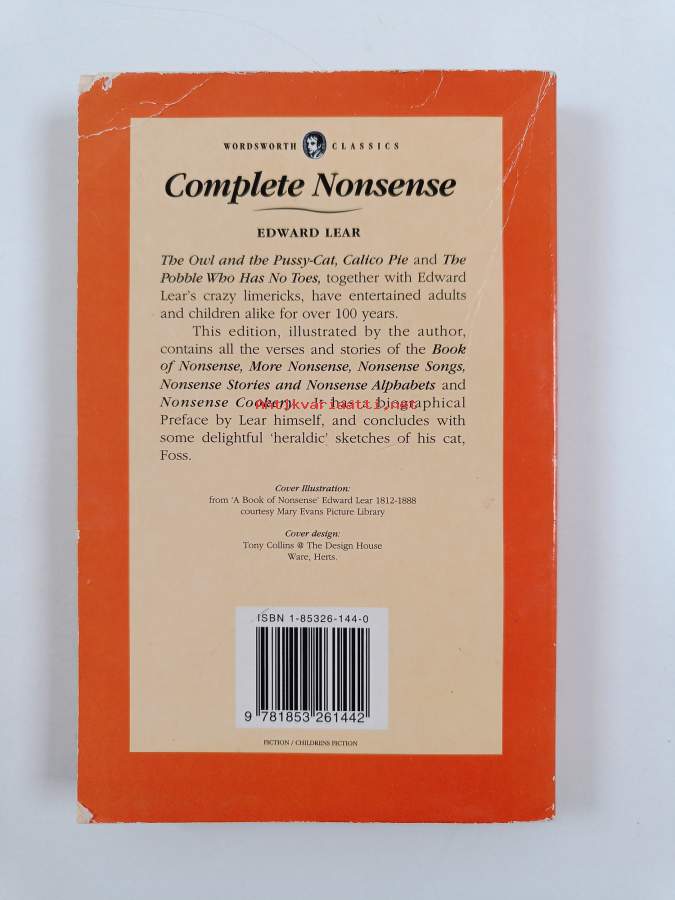 WORDSWORTH CLASSICS
Complete Nonsense
EDWARD LEAR
The Owl and the Pussy-Cat, Calico Pie and The
Pobble Who Has No Toes, together with Edward
Lear's crazy limericks, have entertained adults
and children alike for over 100 years.
This edition, illustrated by the author,
contains all the verses and stories of the Book
of Nonsense, More Nonsense, Nonsense Songs,
Nonsense Stories and Nonsense Alphabets and
Nonsense Cookery. It has a biographical
Antikvariaatti.net
Preface by Lear himself, and concludes with
some delightful 'heraldic' sketches of his cat,
Foss.
Cover Illustration:
from 'A Book of Nonsense' Edward Lear 1812-1888
courtesy Mary Evans Picture Library
Cover design:
Tony Collins @ The Design House
Ware, Herts.
ISBN 1-85326-144-0
9 781853 261442
FICTION / CHILDRENS FICTION